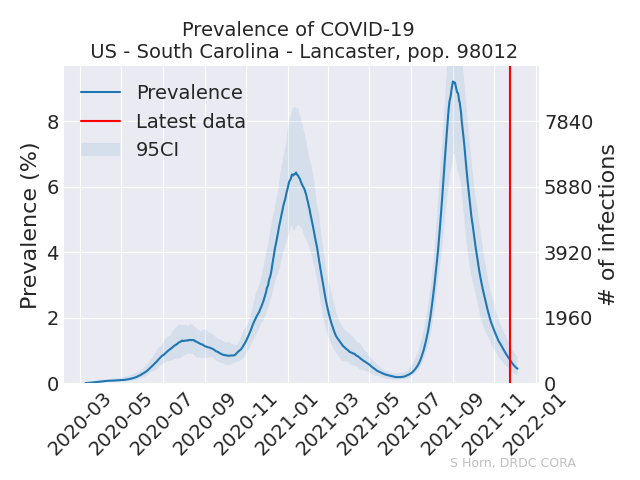 Prevalence of COVID-19
US - South Carolina - Lancaster, pop. 98012
Prevalence
Latest data
95CI
Prevalence (%)
8
6
4
2
0
7840
5880
3920
1960
0
# of infections
2020-03
2020-05
2020-07
2020-09
2020-11
2021-01
2021-03
2021-05
2021-07
2021-09
2021-11
2022-01
S Horn, DRDC CORA